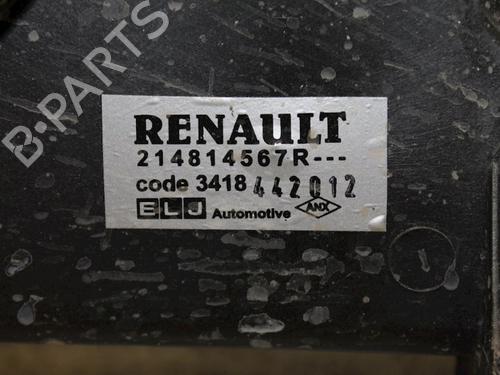 B-PARTS
RENAULT
214814567R---
code 3418 442012
ELJ Automotive ANX